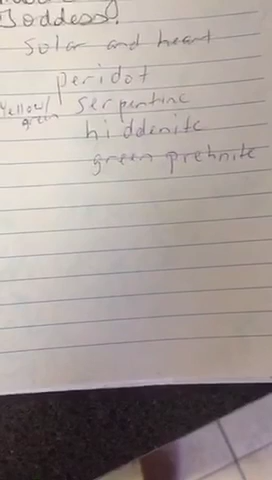 Goddess?
Solar and heart
peridot
yellow/green serpentine
hiddenite
green prehnite